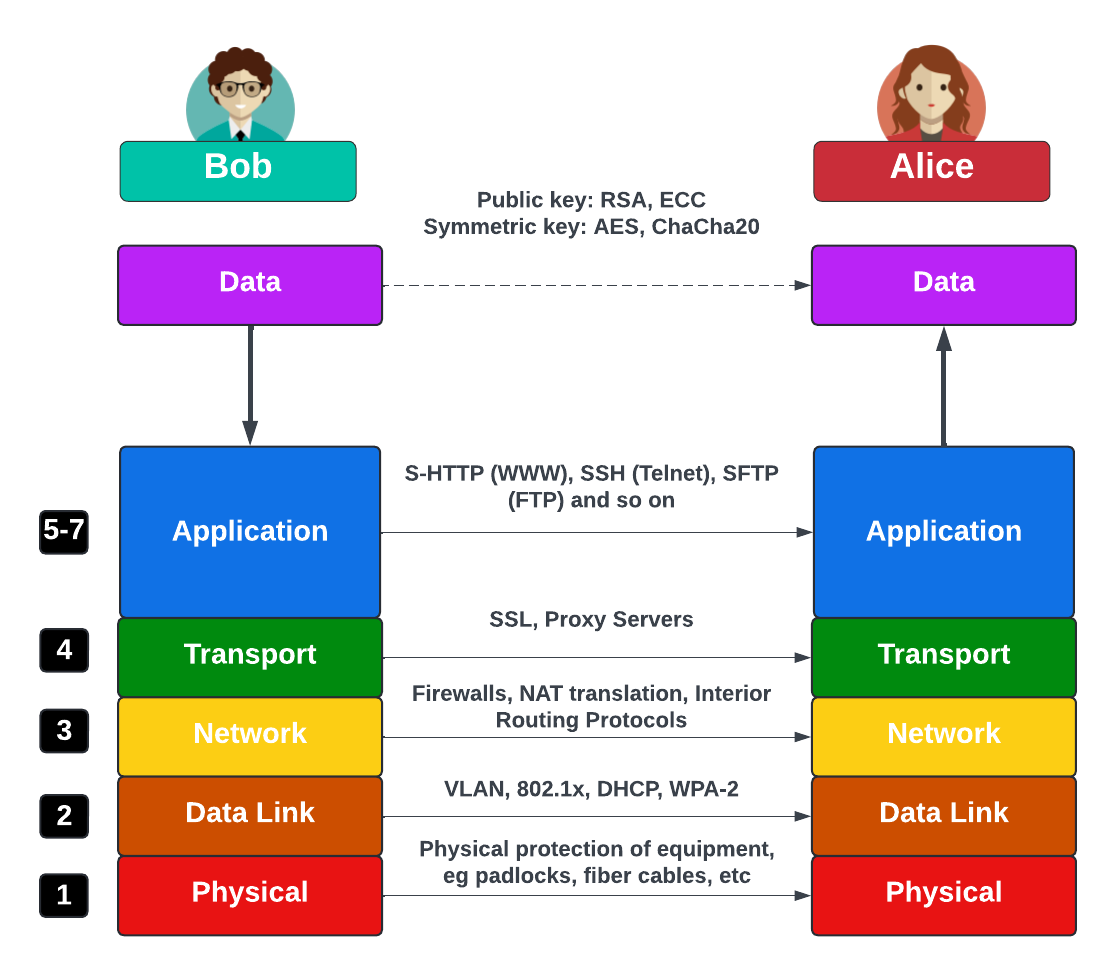 Bob
Alice
Public key: RSA, ECC
Symmetric key: AES, ChaCha20
Data
Data
S-HTTP (WWW), SSH (Telnet), SFTP
(FTP) and so on
5-7
Application
Application
SSL, Proxy Servers
4
Transport
Transport
Firewalls, NAT translation, Interior
Routing Protocols
3
Network
Network
VLAN, 802.1x, DHCP, WPA-2
2
Data Link
Data Link
Physical protection of equipment,
eg padlocks, fiber cables, etc
1
Physical
Physical